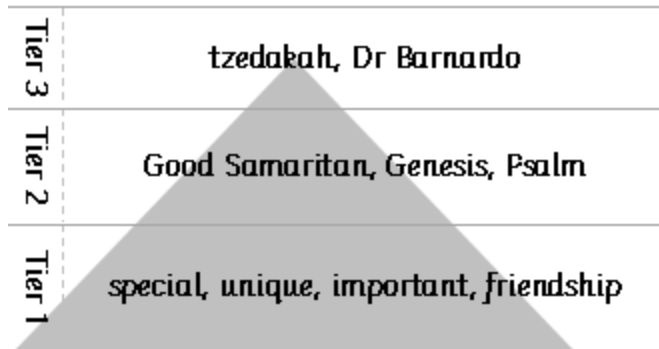 Tier 3
tzedakah, Dr Barnardo
Tier 2
Good Samaritan, Genesis, Psalm
Tier 1
special, unique, important, friendship